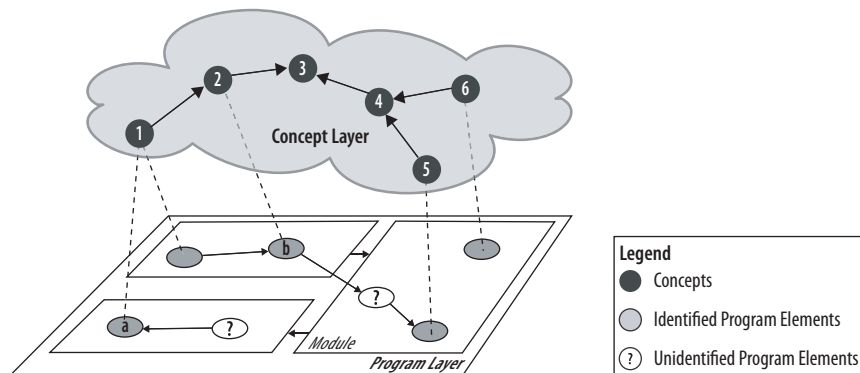 3
2
6
4
1
Concept Layer
5
b
?
a
?
Module
Program Layer
Legend
Concepts
Identified Program Elements
? Unidentified Program Elements